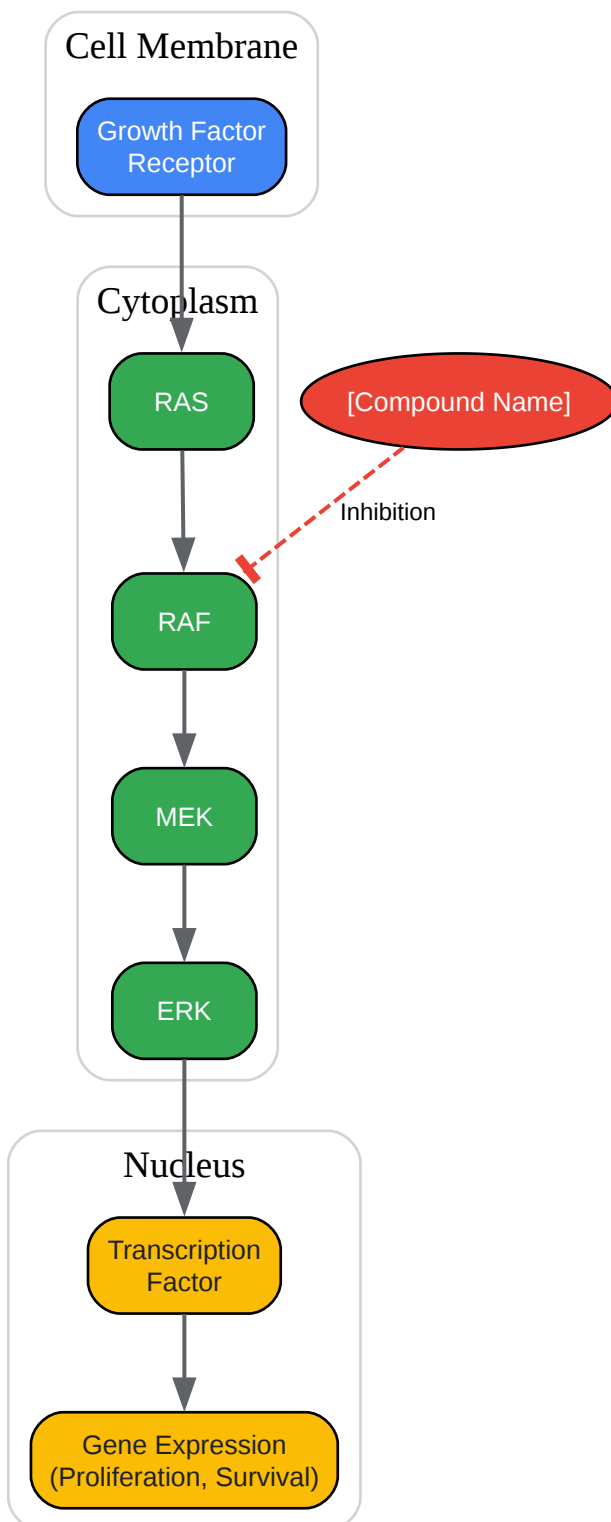 Cell Membrane
Growth Factor
Receptor
Cytoplasm
RAS
[Compound Name]
Inhibition
RAF
MEK
ERK
Nucleus
Transcription
Factor
Gene Expression
(Proliferation, Survival)